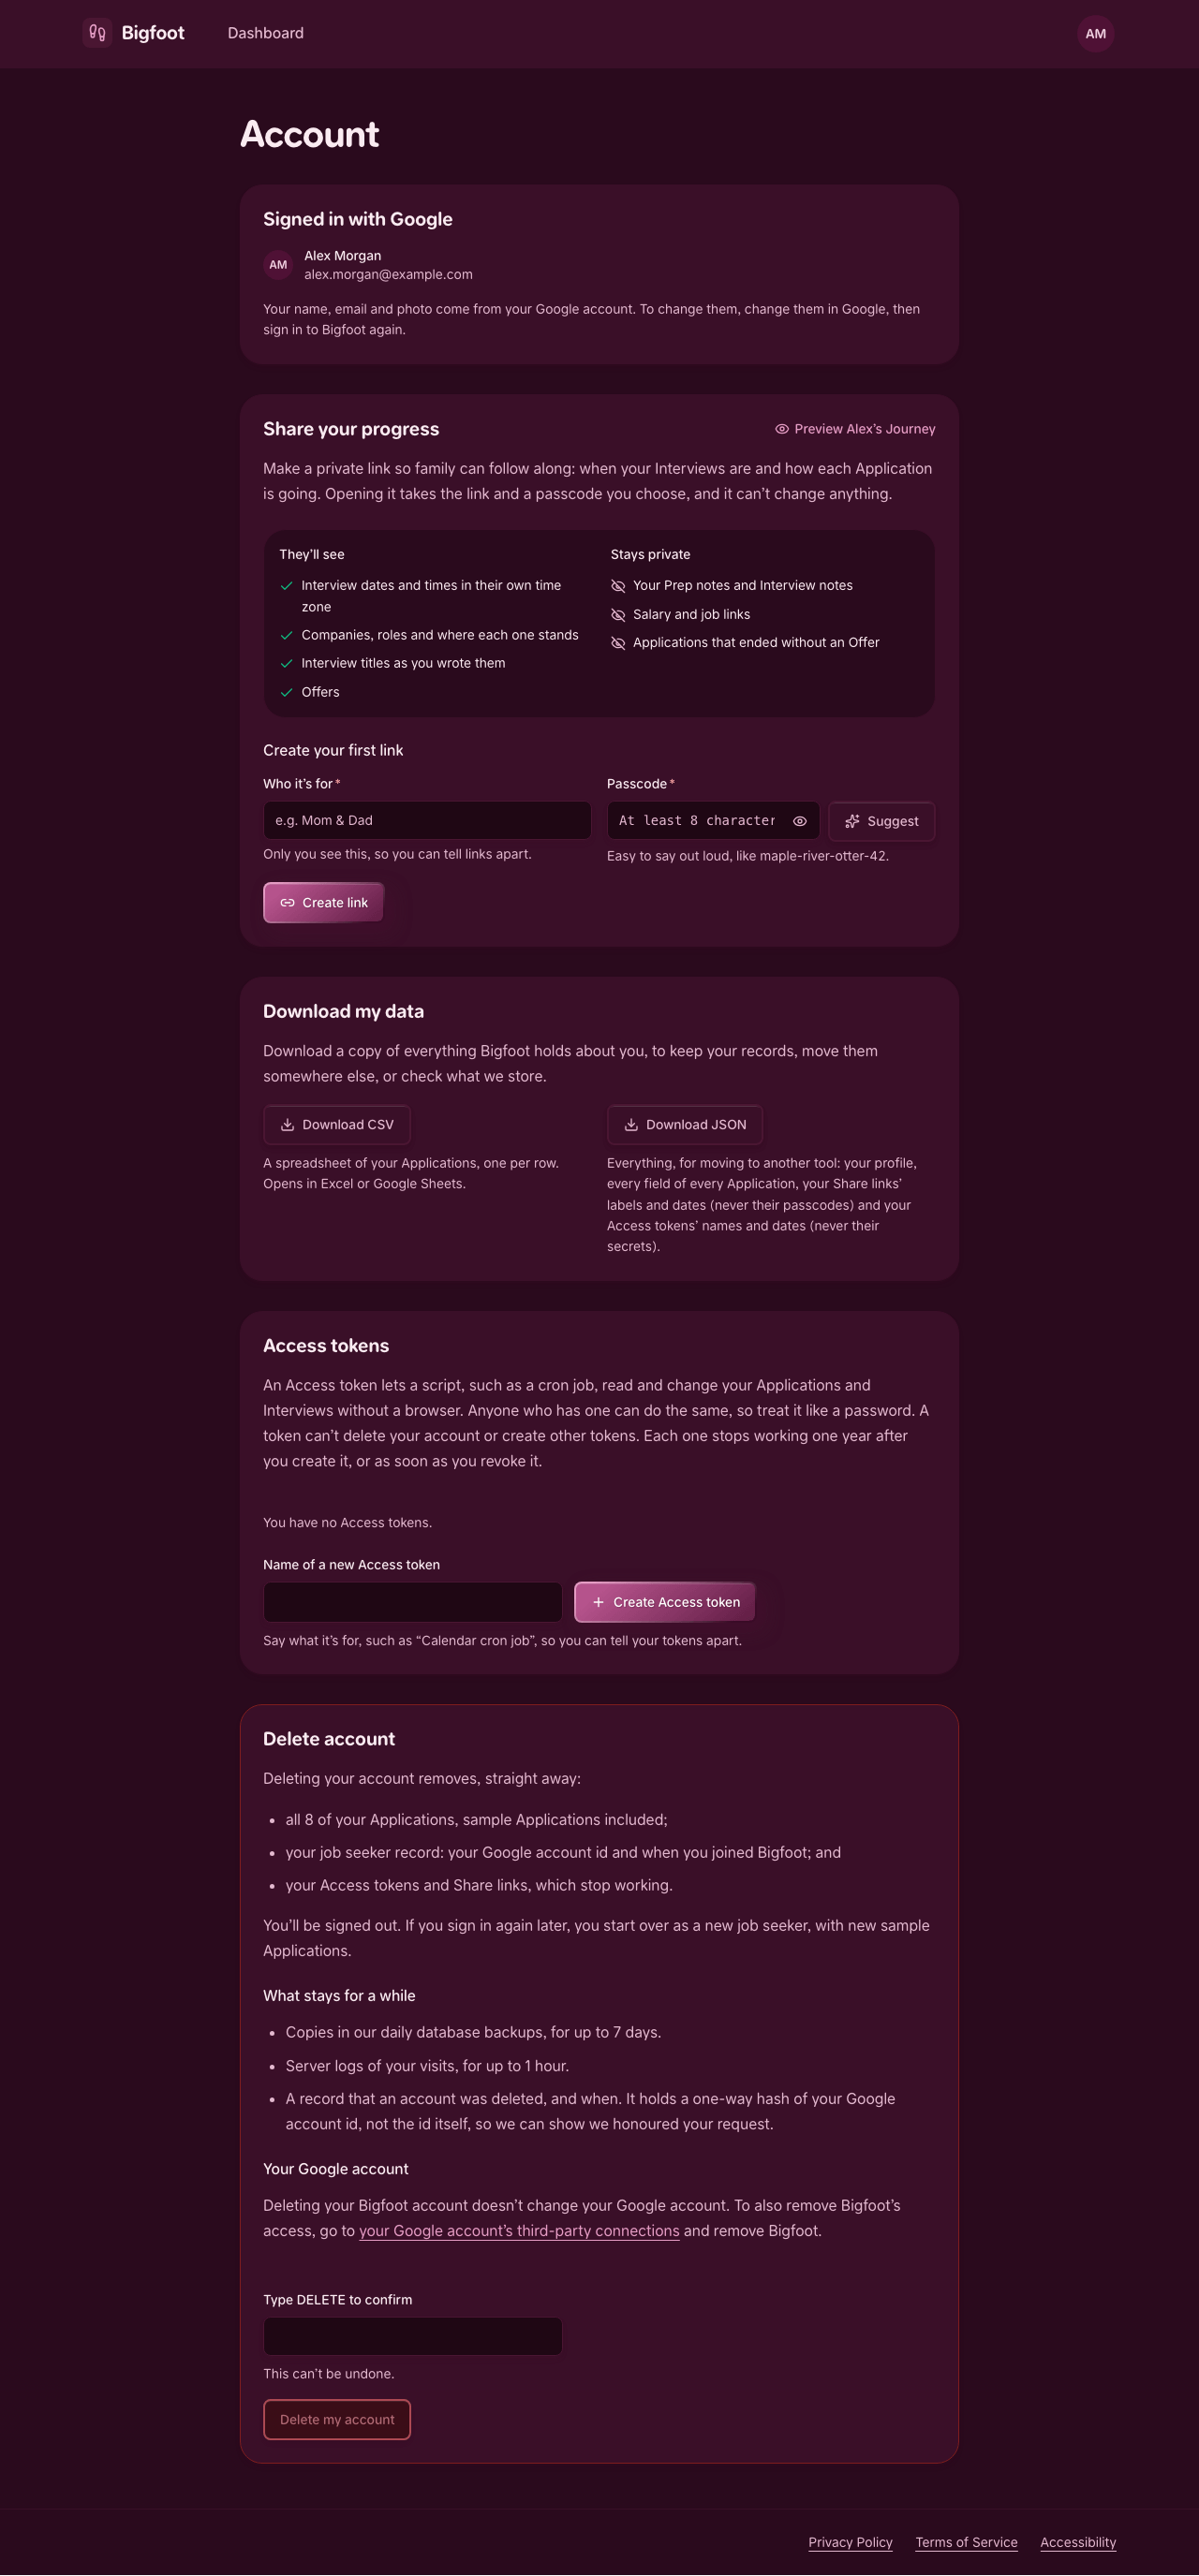 Bigfoot
Dashboard
AM
Account
Signed in with Google
AM
Alex Morgan
alex.morgan@example.com
Your name, email and photo come from your Google account. To change them, change them in Google, then
sign in to Bigfoot again.
Share your progress
Preview Alex’s Journey
Make a private link so family can follow along: when your Interviews are and how each Application
is going. Opening it takes the link and a passcode you choose, and it can’t change anything.
They’ll see
Interview dates and times in their own time
zone
Companies, roles and where each one stands
Interview titles as you wrote them
Offers
Stays private
Your Prep notes and Interview notes
Salary and job links
Applications that ended without an Offer
Create your first link
Who it’s for*
e.g. Mom & Dad
Only you see this, so you can tell links apart.
Passcode*
At least 8 character
Suggest
Easy to say out loud, like maple-river-otter-42.
Create link
Download my data
Download a copy of everything Bigfoot holds about you, to keep your records, move them
somewhere else, or check what we store.
Download CSV
A spreadsheet of your Applications, one per row.
Opens in Excel or Google Sheets.
Download JSON
Everything, for moving to another tool: your profile,
every field of every Application, your Share links’
labels and dates (never their passcodes) and your
Access tokens’ names and dates (never their
secrets).
Access tokens
An Access token lets a script, such as a cron job, read and change your Applications and
Interviews without a browser. Anyone who has one can do the same, so treat it like a password. A
token can’t delete your account or create other tokens. Each one stops working one year after
you create it, or as soon as you revoke it.
You have no Access tokens.
Name of a new Access token
Create Access token
Say what it’s for, such as “Calendar cron job”, so you can tell your tokens apart.
Delete account
Deleting your account removes, straight away:
• all 8 of your Applications, sample Applications included;
• your job seeker record: your Google account id and when you joined Bigfoot; and
• your Access tokens and Share links, which stop working.
You’ll be signed out. If you sign in again later, you start over as a new job seeker, with new sample
Applications.
What stays for a while
• Copies in our daily database backups, for up to 7 days.
• Server logs of your visits, for up to 1 hour.
• A record that an account was deleted, and when. It holds a one-way hash of your Google
account id, not the id itself, so we can show we honoured your request.
Your Google account
Deleting your Bigfoot account doesn’t change your Google account. To also remove Bigfoot’s
access, go to your Google account’s third-party connections and remove Bigfoot.
Type DELETE to confirm
This can’t be undone.
Delete my account
Privacy Policy
Terms of Service
Accessibility